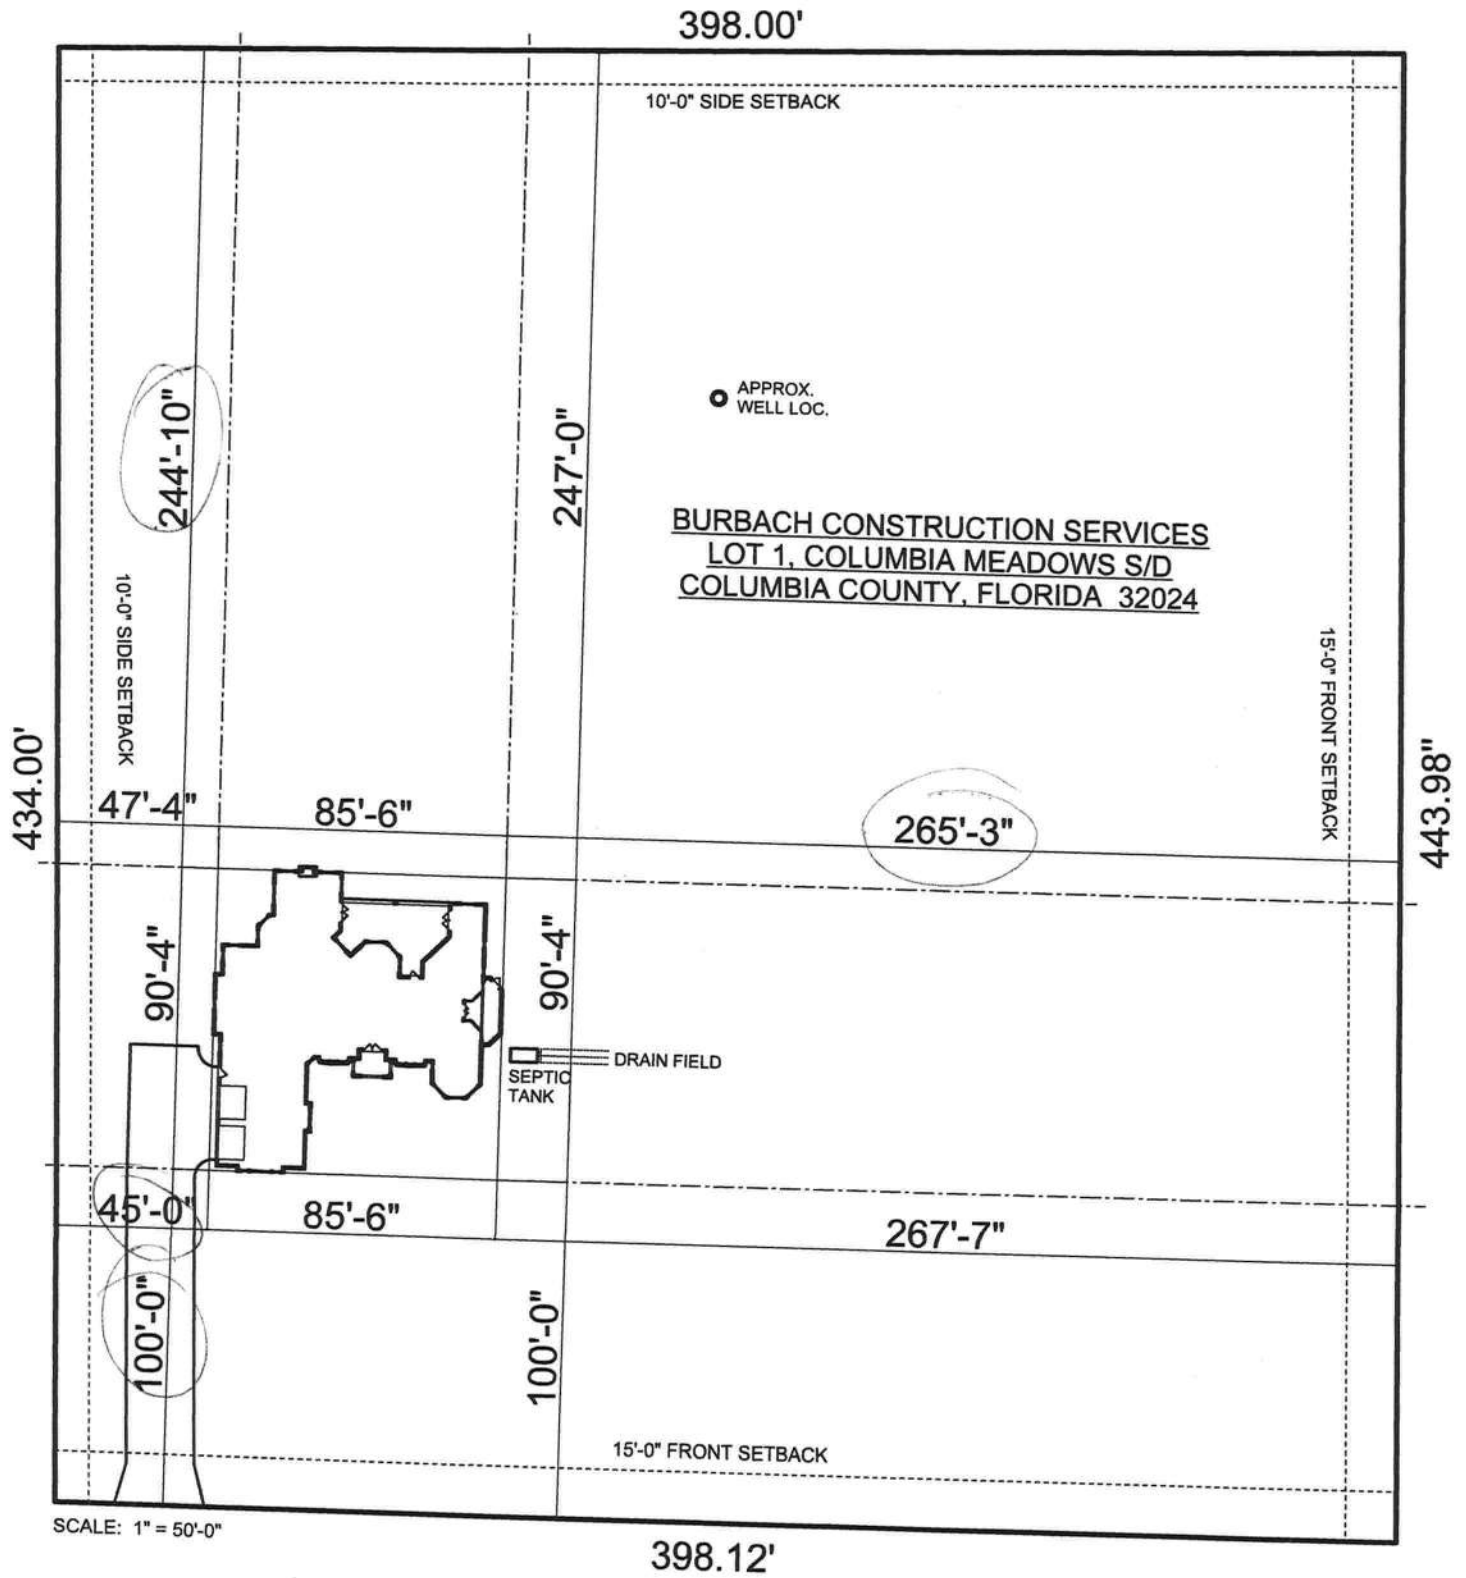 398.00'
10'-0" SIDE SETBACK
APPROX.
WELL LOC.
244'-10"
247'-0"
BURBACH CONSTRUCTION SERVICES
LOT 1, COLUMBIA MEADOWS S/D
COLUMBIA COUNTY, FLORIDA 32024
10'-0" SIDE SETBACK
15'-0" FRONT SETBACK
434.00'
443.98"
47'-4"
85'-6"
265'-3"
90'-4"
90'-4"
DRAIN FIELD
SEPTIC
TANK
45'-0"
85'-6"
267'-7"
100'-0"
100'-0"
15'-0" FRONT SETBACK
SCALE: 1" = 50'-0"
398.12'